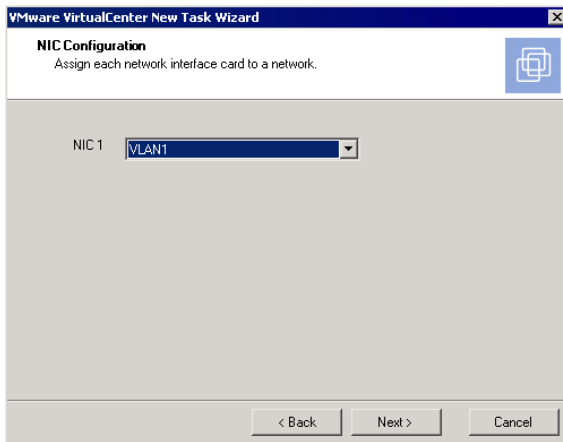 VMware VirtualCenter New Task Wizard
NIC Configuration
Assign each network interface card to a network.
NIC 1
VLAN1
< Back
Next >
Cancel